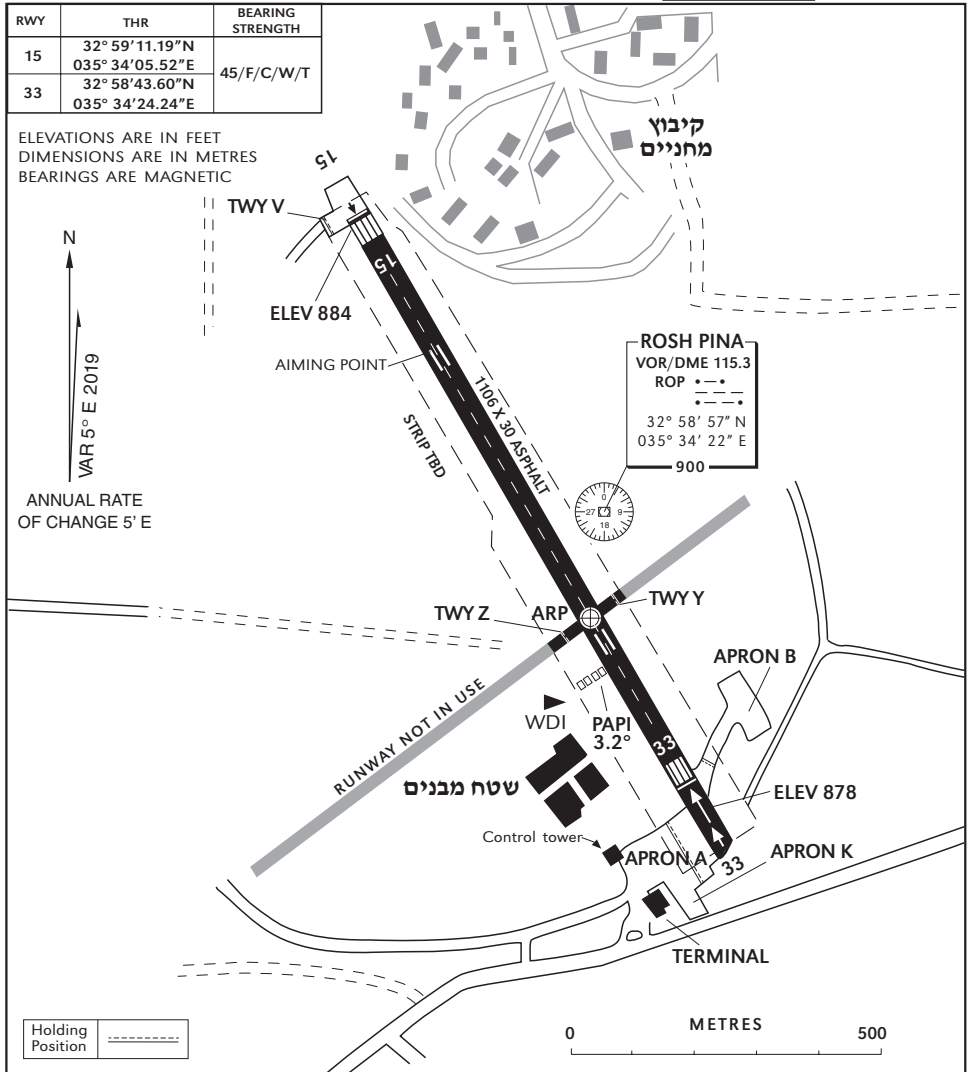 RWY THR BEARING STRENGTH
15 32° 59'11.19"N 035° 34'05.52"E 45/F/C/W/T
33 32° 58'43.60"N 035° 34'24.24"E
ELEVATIONS ARE IN FEET
DIMENSIONS ARE IN METRES
BEARINGS ARE MAGNETIC
קיבוץ
מחניים
15
TWY V
N
15
ELEV 884
VAR 5° E 2019
ANNUAL RATE
OF CHANGE 5' E
AIMING POINT
1106 X 30 ASPHALT
STRIP TBD
ROSH PINA
VOR/DME 115.3
ROP •–•
– – –
•– –•
32° 58' 57" N
035° 34' 22" E
900
0
27 9
18
TWY Z
ARP
TWY Y
APRON B
RUNWAY NOT IN USE
WDI
PAPI
3.2°
33
שטח מבנים
ELEV 878
Control tower
APRON A
33
APRON K
TERMINAL
Holding
Position
METRES
0 500